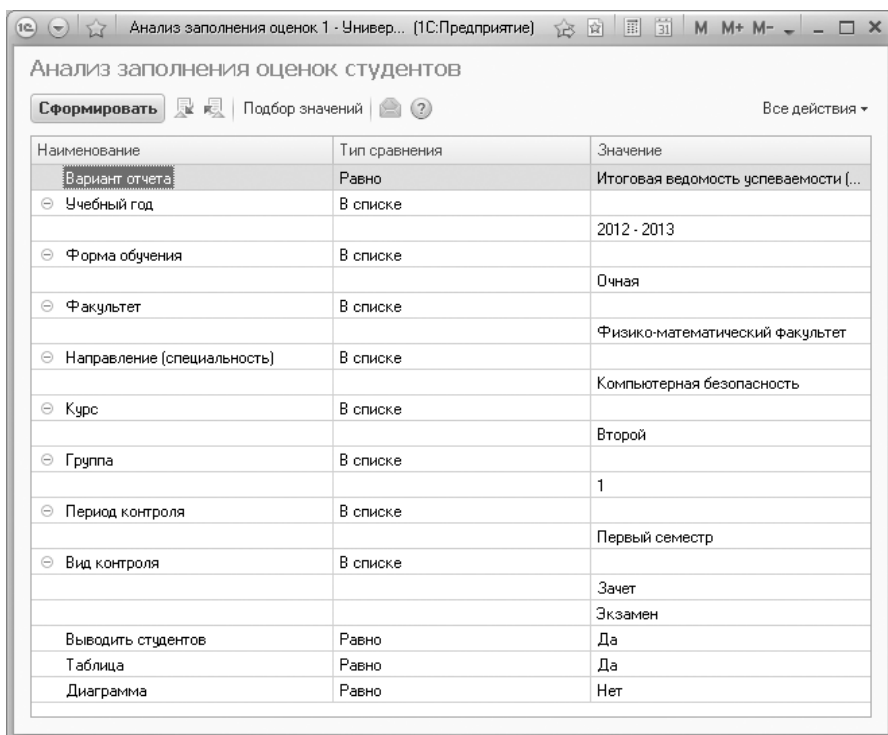 1С Анализ заполнения оценок 1 - Универ... (1С:Предприятие) 31 M M+ M-
Анализ заполнения оценок студентов
Сформировать Подбор значений ? Все действия
Наименование Тип сравнения Значение
Вариант отчета Равно Итоговая ведомость успеваемости (...
Учебный год В списке
2012 - 2013
Форма обучения В списке
Очная
Факультет В списке
Физико-математический факультет
Направление (специальность) В списке
Компьютерная безопасность
Курс В списке
Второй
Группа В списке
1
Период контроля В списке
Первый семестр
Вид контроля В списке
Зачет
Экзамен
Выводить студентов Равно Да
Таблица Равно Да
Диаграмма Равно Нет